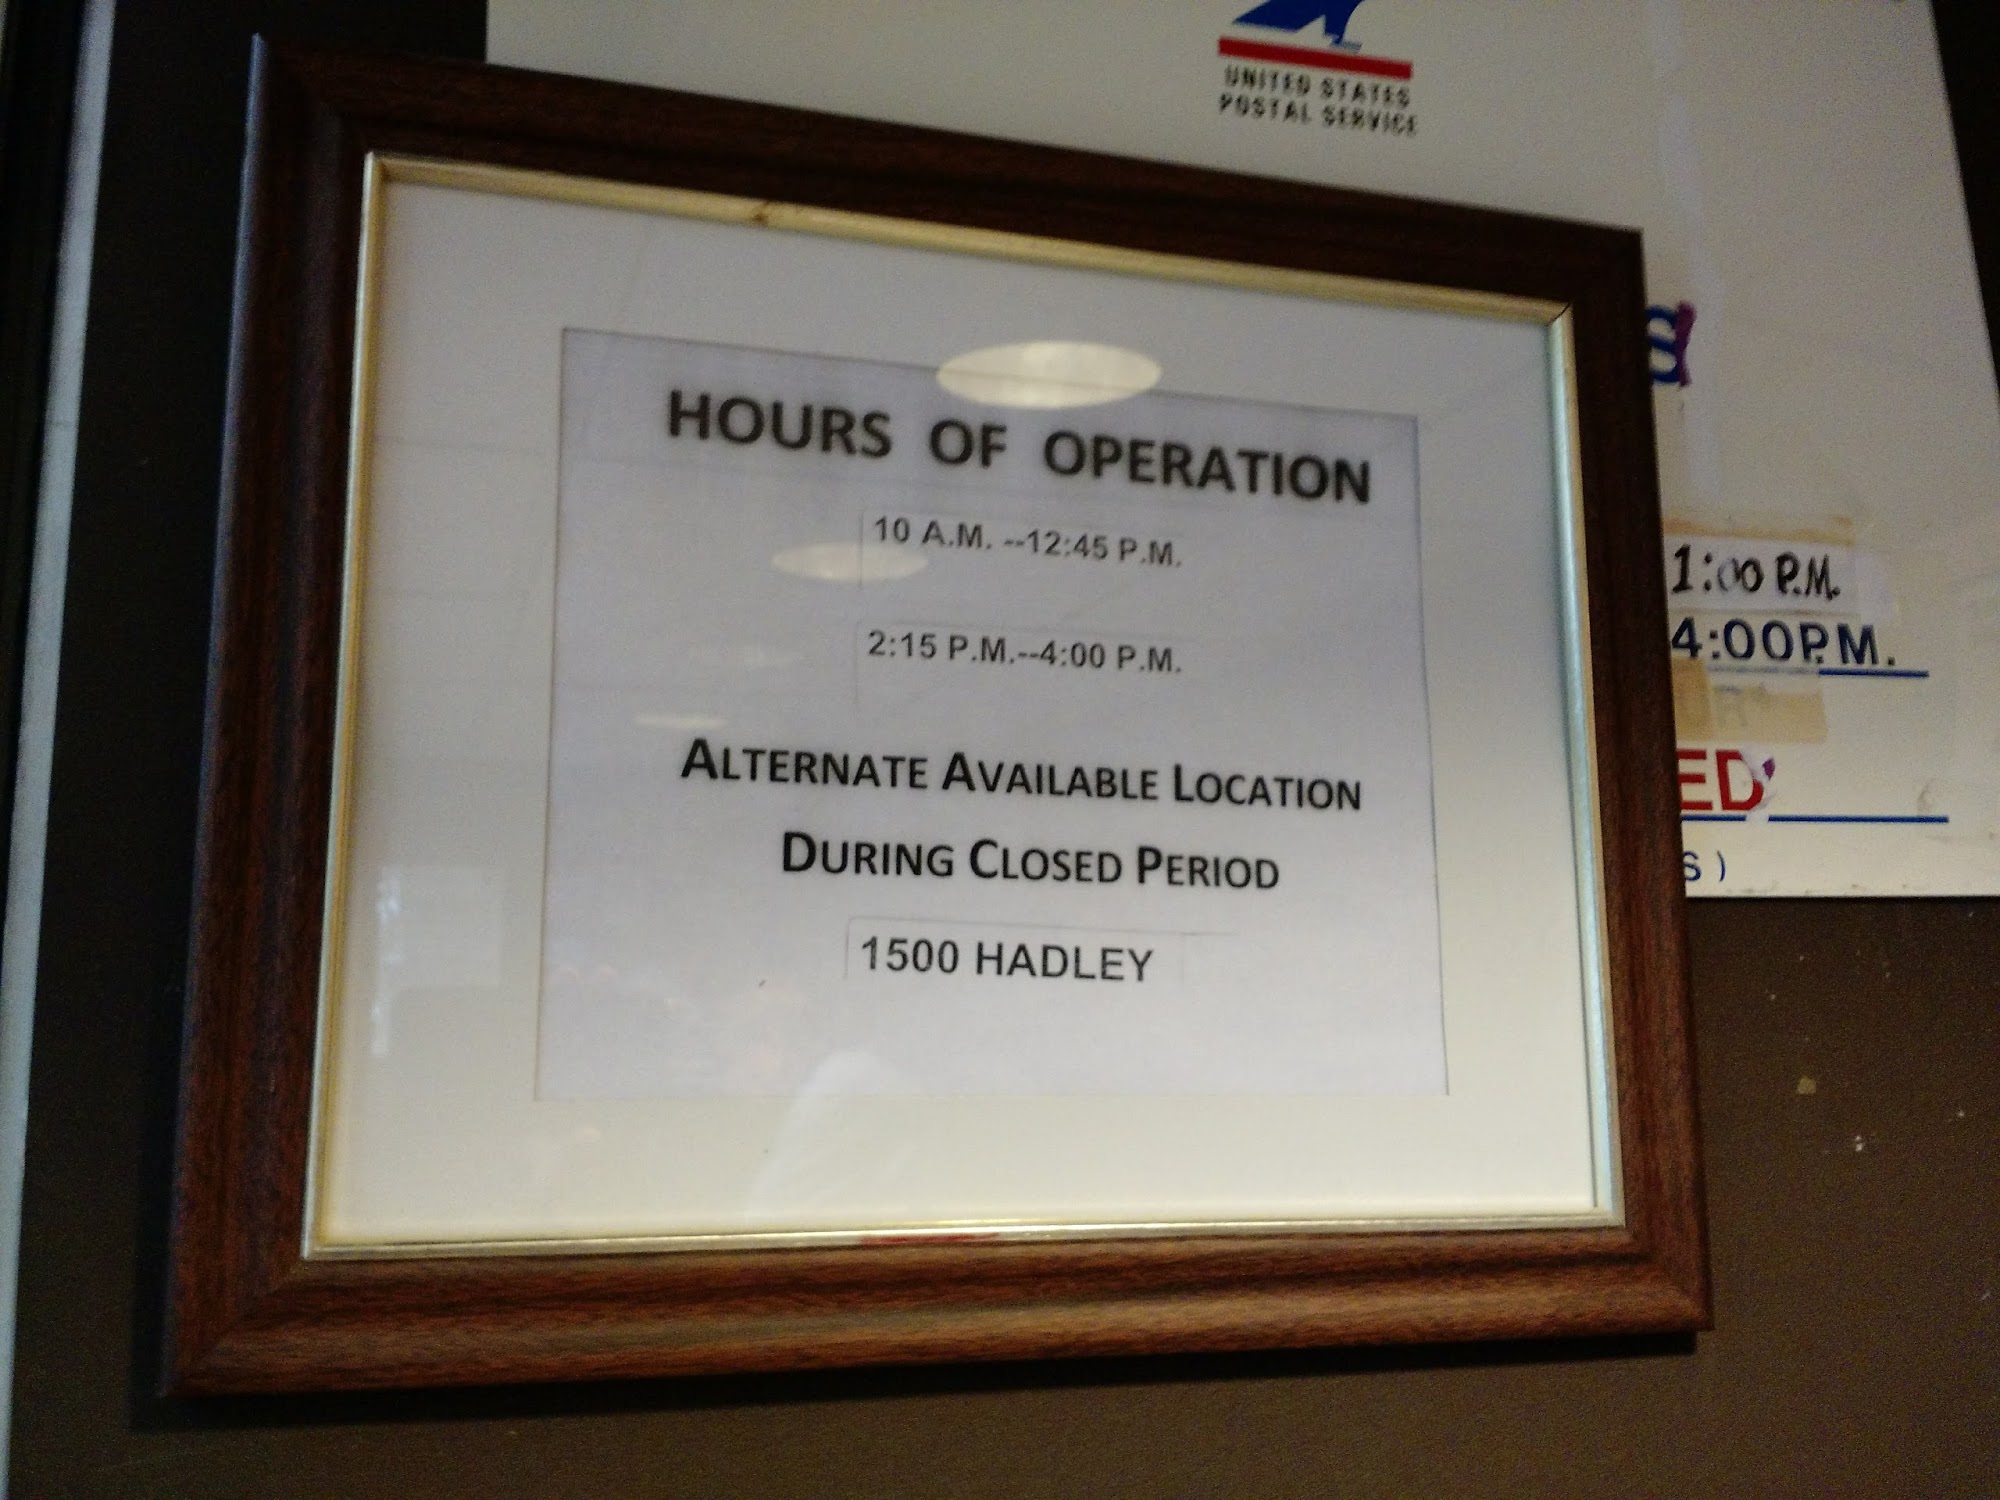 UNITED STATES
POSTAL SERVICE
HOURS OF OPERATION
10 A.M. --12:45 P.M.
2:15 P.M.--4:00 P.M.
ALTERNATE AVAILABLE LOCATION
DURING CLOSED PERIOD
1500 HADLEY
1:00 P.M.
4:00P.M.
ED
S )